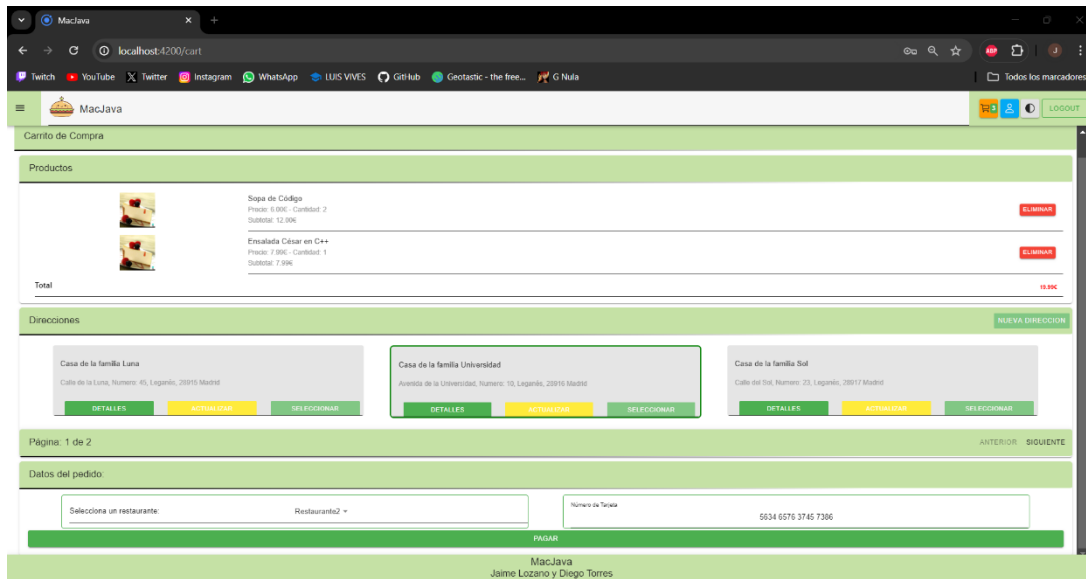 MacJava
localhost:4200/cart
Twitch YouTube Twitter Instagram WhatsApp LUIS VIVES GitHub Geotastic - the free... G Nula Todos los marcadores
MacJava LOGOUT
Carrito de Compra
Productos
Sopa de Código
Precio: 6.00€ - Cantidad: 2
Subtotal: 12.00€
ELIMINAR
Ensalada César en C++
Precio: 7.99€ - Cantidad: 1
Subtotal: 7.99€
ELIMINAR
Total 19.99€
Direcciones NUEVA DIRECCION
Casa de la familia Luna
Calle de la Luna, Numero: 45, Leganés, 28916 Madrid
DETALLES ACTUALIZAR SELECCIONAR
Casa de la familia Universidad
Avenida de la Universidad, Numero: 10, Leganés, 28916 Madrid
DETALLES ACTUALIZAR SELECCIONAR
Casa de la familia Sol
Calle del Sol, Numero: 23, Leganés, 28917 Madrid
DETALLES ACTUALIZAR SELECCIONAR
Página: 1 de 2 ANTERIOR SIGUIENTE
Datos del pedido:
Selecciona un restaurante: Restaurante2
Número de Tarjeta
5634 6576 3745 7386
PAGAR
MacJava
Jaime Lozano y Diego Torres